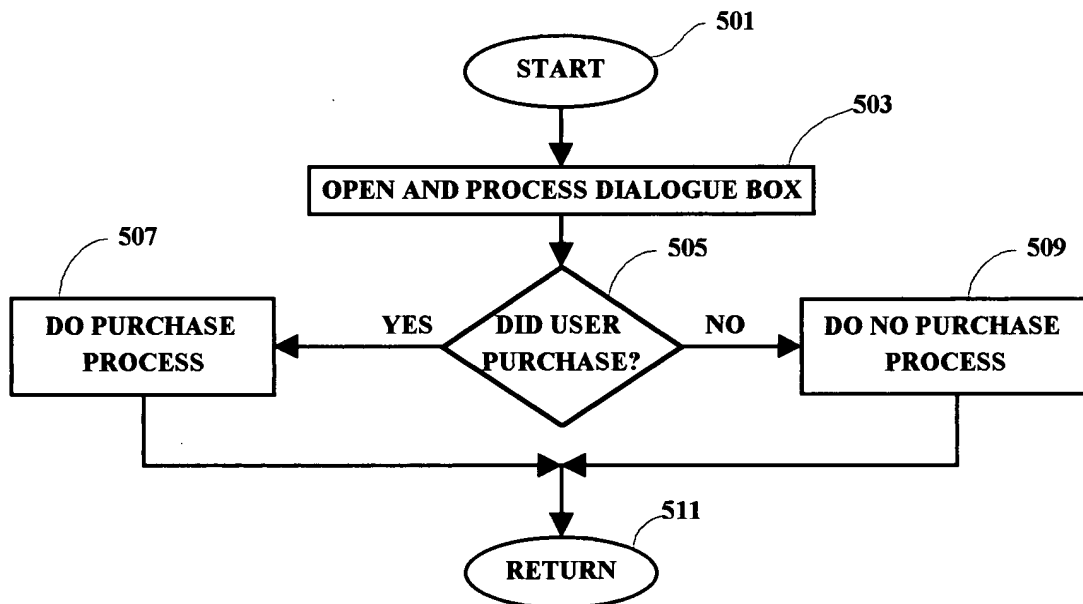 501
START
503
OPEN AND PROCESS DIALOGUE BOX
507
505
509
DO PURCHASE
PROCESS
YES
DID USER
PURCHASE?
NO
DO NO PURCHASE
PROCESS
511
RETURN